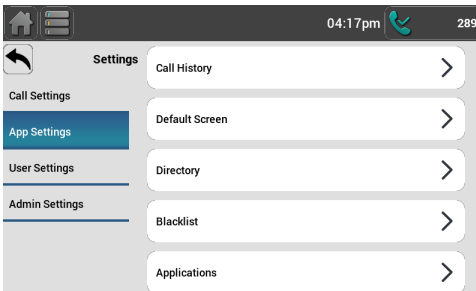 04:17pm 289
Settings
Call Settings
App Settings
User Settings
Admin Settings
Call History
Default Screen
Directory
Blacklist
Applications